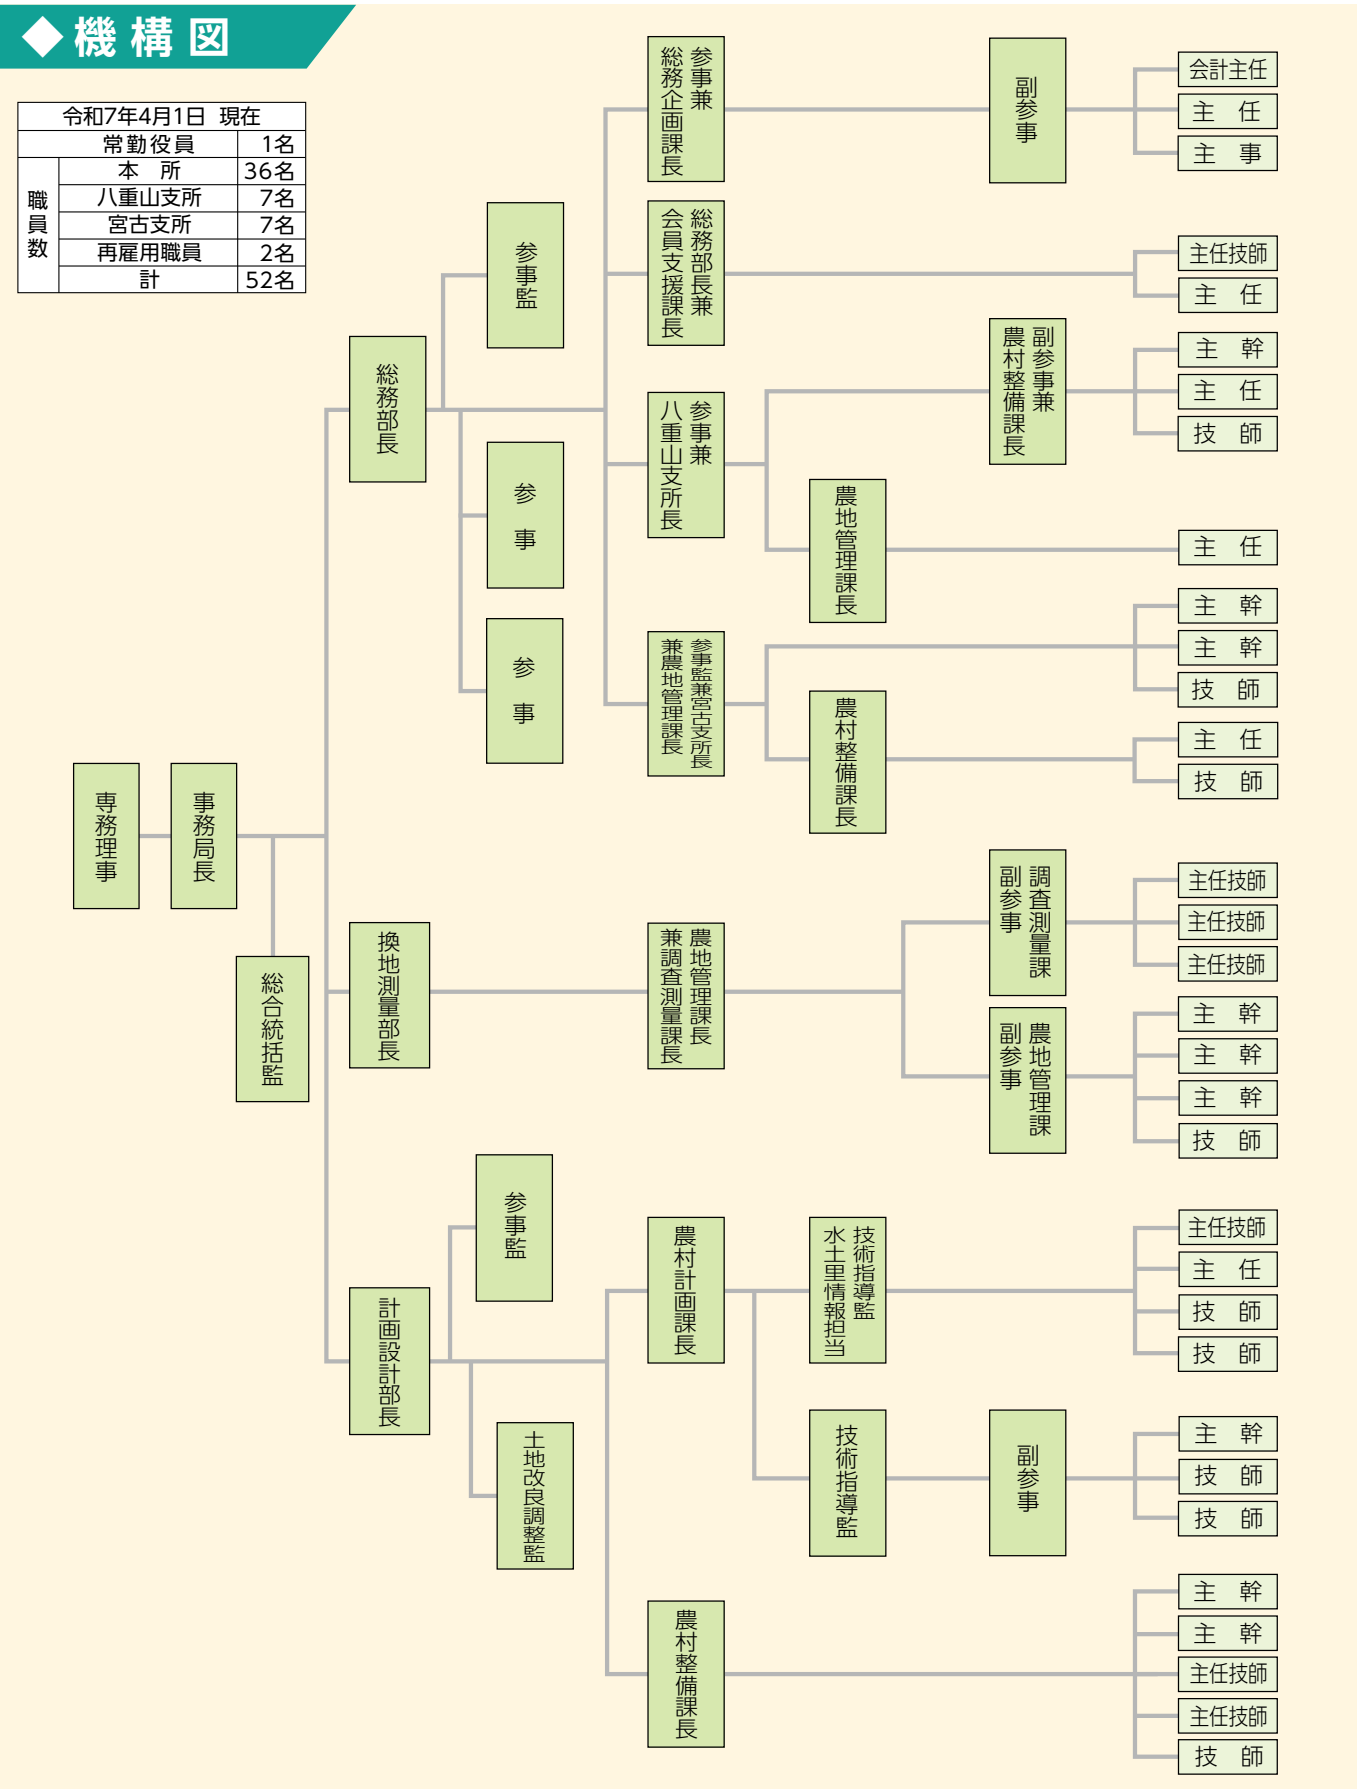 ◆機構図
令和7年4月1日 現在
常勤役員 1名
職員数
本 所 36名
八重山支所 7名
宮古支所 7名
再雇用職員 2名
計 52名
専務理事
事務局長
総合統括監
総務部長
参事監
参 事
参 事
参事兼
総務企画課長
副参事
会計主任
主 任
主 事
総務部長兼
会員支援課長
主任技師
主 任
参事兼
八重山支所長
副参事兼
農村整備課長
主 幹
主 任
技 師
農地管理課長
主 任
参事監兼宮古支所長
兼農地管理課長
主 幹
主 幹
技 師
農村整備課長
主 任
技 師
換地測量部長
農地管理課長
兼調査測量課長
調査測量課
副参事
主任技師
主任技師
主任技師
農地管理課
副参事
主 幹
主 幹
主 幹
技 師
計画設計部長
参事監
土地改良調整監
農村計画課長
技術指導監
水土里情報担当
主任技師
主 任
技 師
技 師
技術指導監
副参事
主 幹
技 師
技 師
農村整備課長
主 幹
主 幹
主任技師
主任技師
技 師